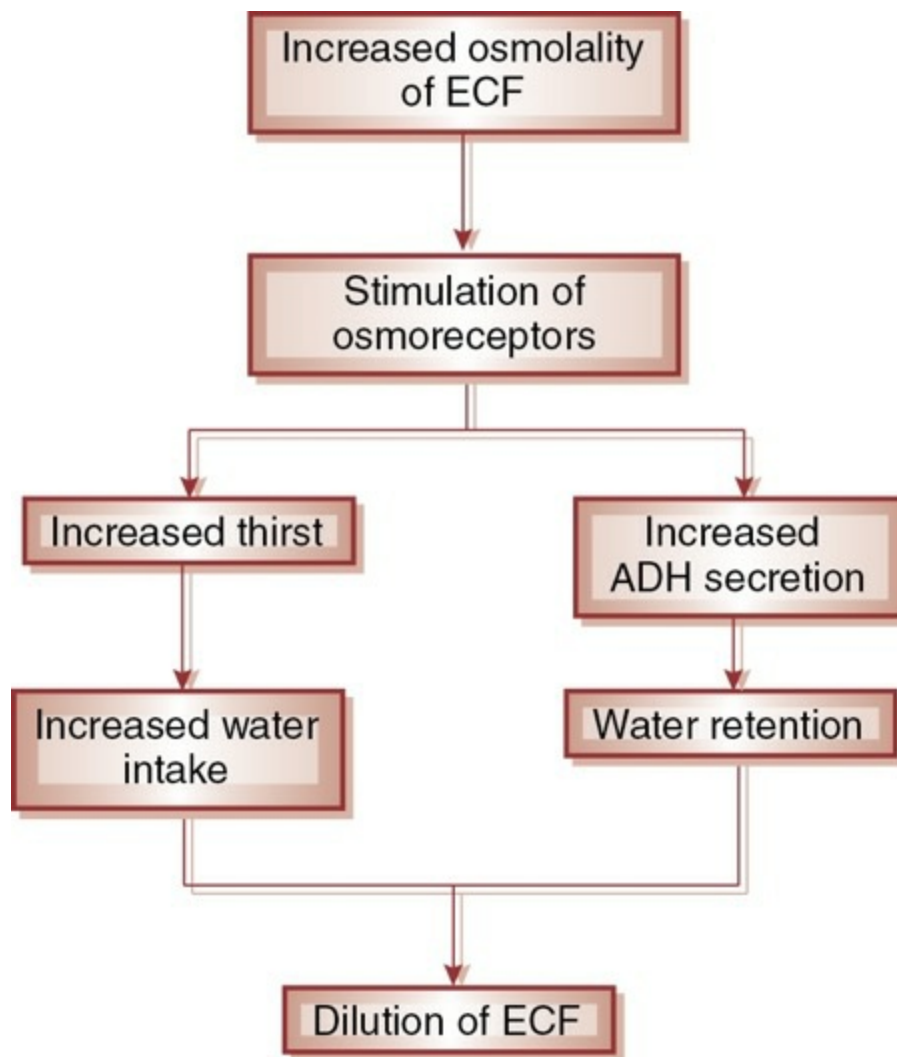 Increased osmolality
of ECF
Stimulation of
osmoreceptors
Increased thirst
Increased
ADH secretion
Increased water
intake
Water retention
Dilution of ECF